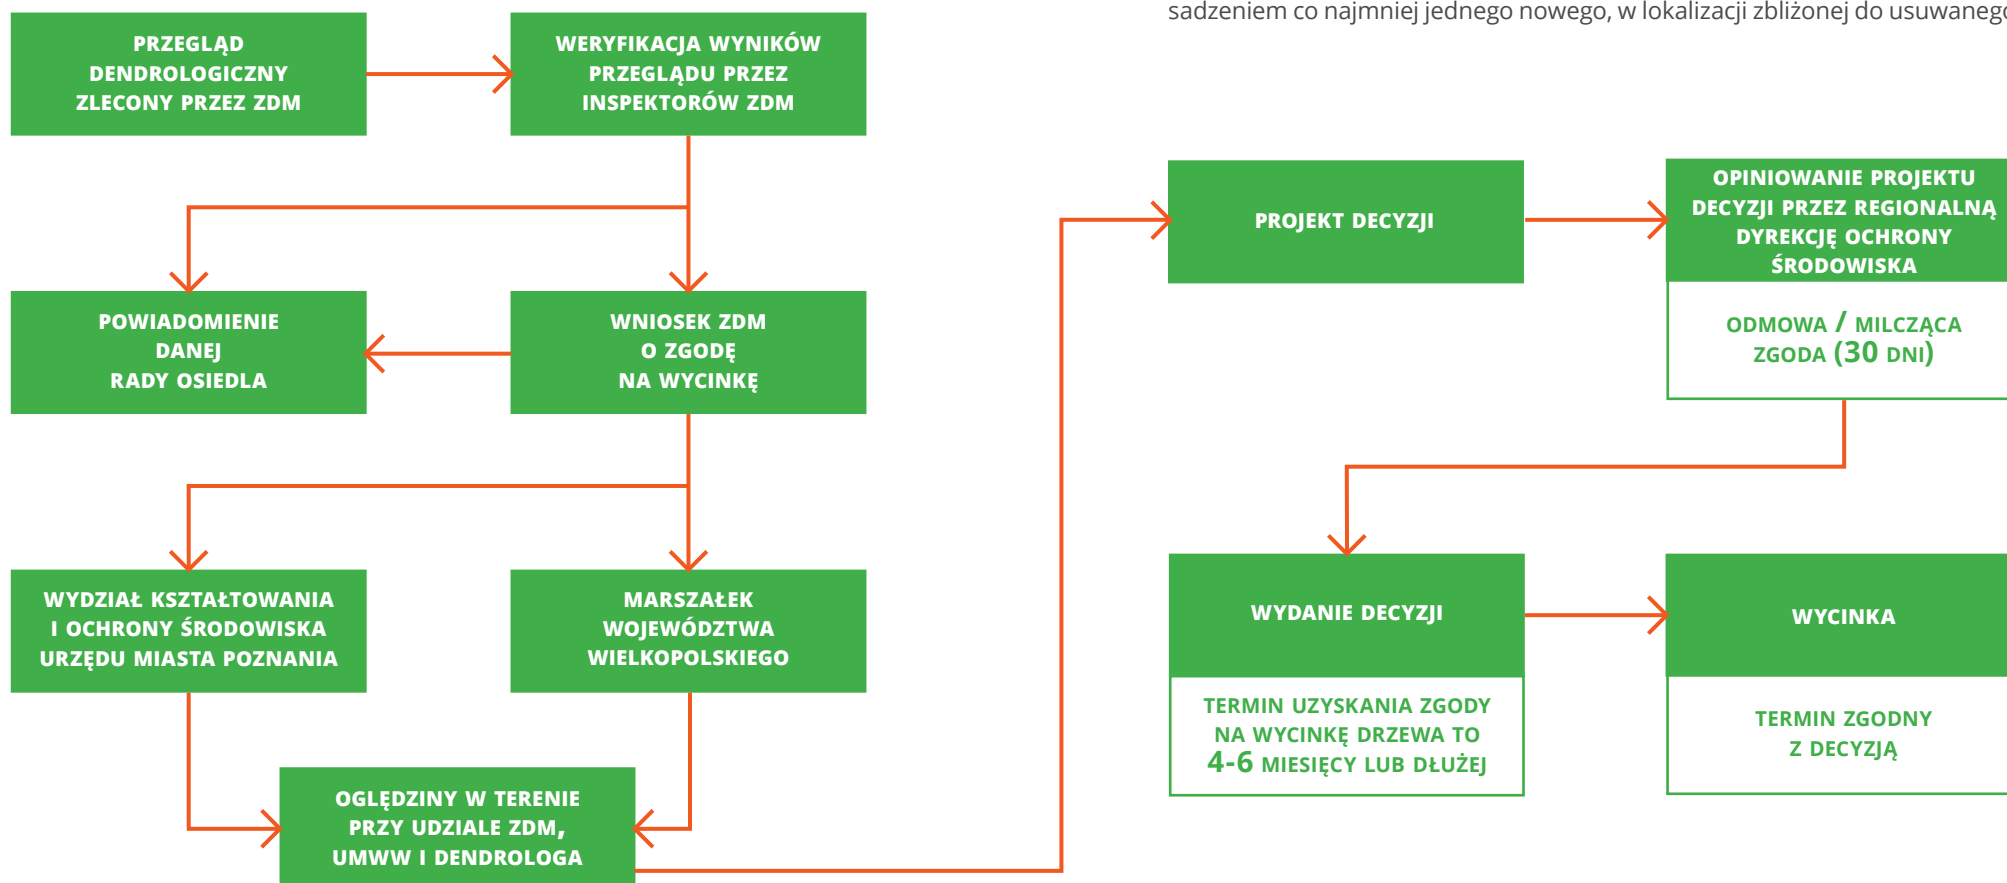 sadzeniem co najmniej jednego nowego, w lokalizacji zbliżonej do usuwanego
PRZEGLĄD
DENDROLOGICZNY
ZLECONY PRZEZ ZDM
WERYFIKACJA WYNIKÓW
PRZEGLĄDU PRZEZ
INSPEKTORÓW ZDM
POWIADOMIENIE
DANEJ
RADY OSIEDLA
WNIOSEK ZDM
O ZGODĘ
NA WYCINKĘ
WYDZIAŁ KSZTAŁTOWANIA
I OCHRONY ŚRODOWISKA
URZĘDU MIASTA POZNANIA
MARSZAŁEK
WOJEWÓDZTWA
WIELKOPOLSKIEGO
OGLĘDZINY W TERENIE
PRZY UDZIALE ZDM,
UMWW I DENDROLOGA
PROJEKT DECYZJI
OPINIOWANIE PROJEKTU
DECYZJI PRZEZ REGIONALNĄ
DYREKCJĘ OCHRONY
ŚRODOWISKA
ODMOWA / MILCZĄCA
ZGODA (30 DNI)
WYDANIE DECYZJI
TERMIN UZYSKANIA ZGODY
NA WYCINKĘ DRZEWA TO
4-6 MIESIĘCY LUB DŁUŻEJ
WYCINKA
TERMIN ZGODNY
Z DECYZJĄ